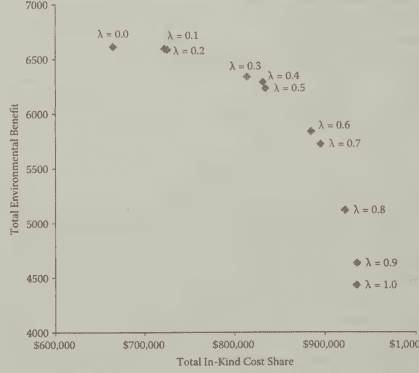 7000
6500
6000
5500
5000
4500
4000
Total Environmental Benefit
λ = 0.0
λ = 0.1
λ = 0.2
λ = 0.3
λ = 0.4
λ = 0.5
λ = 0.6
λ = 0.7
λ = 0.8
λ = 0.9
λ = 1.0
$600,000 $700,000 $800,000 $900,000 $1,000
Total In-Kind Cost Share